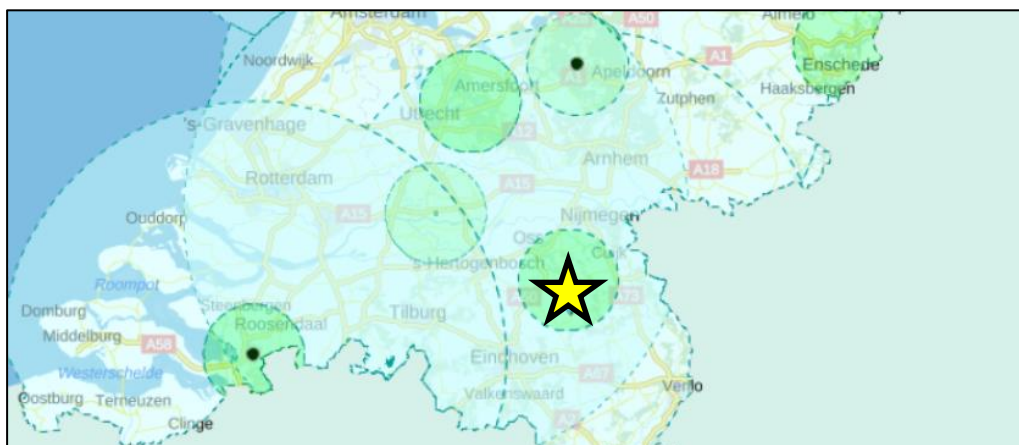 Amsterdam
A50
Almelo
Noordwijk
A1
Enschede
Apeldoorn
A1
Amersfoort
Haaksbergen
Zutphen
Utrecht
's-Gravenhage
A12
Arnhem
A18
Rotterdam
A15
A15
Nijmegen
Ouddorp
Oss
Cuijk
's-Hertogenbosch
Roompot
A73
Steenbergen
Domburg
Tilburg
Roosendaal
Middelburg
A58
Eindhoven
Westerschelde
A67
Venlo
Valkenswaard
Oostburg
Terneuzen
Clinge
A2